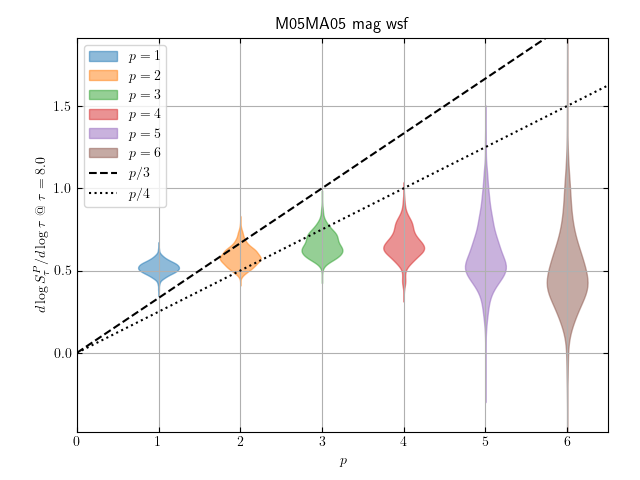 M05MA05 mag wsf
p = 1
p = 2
p = 3
p = 4
p = 5
p = 6
p/3
p/4
d log S_τ^P / d log τ @ τ = 8.0
1.5
1.0
0.5
0.0
0 1 2 3 4 5 6
p